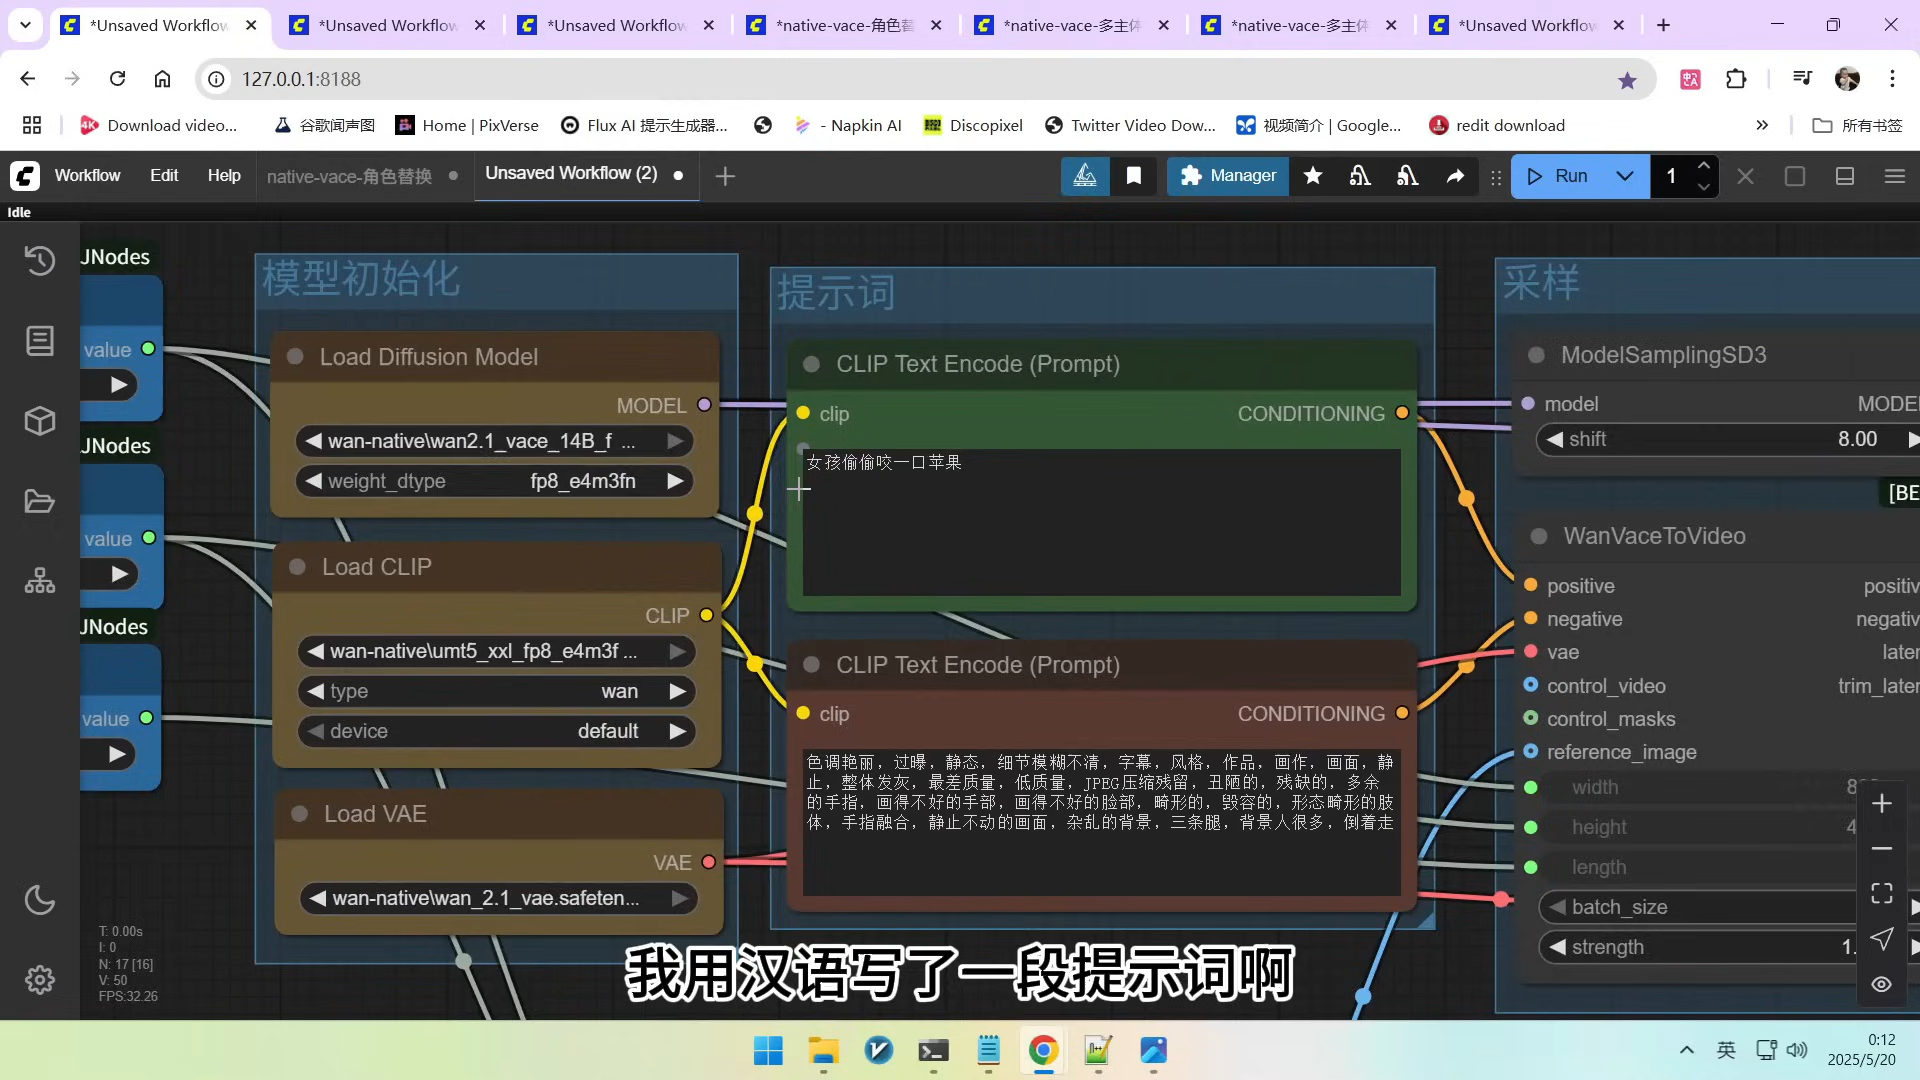 *Unsaved Workflow
*Unsaved Workflow
*Unsaved Workflow
*native-vace-角色替
*native-vace-多主体
*native-vace-多主体
*Unsaved Workflow
127.0.0.1:8188
Download video...
谷歌闻声图
Home | PixVerse
Flux AI 提示生成器...
- Napkin AI
Discopixel
Twitter Video Dow...
视频简介 | Google...
redit download
所有书签
Workflow
Edit
Help
native-vace-角色替换
Unsaved Workflow (2)
Manager
Run
1
Idle
JNodes
value
JNodes
value
JNodes
value
模型初始化
Load Diffusion Model
MODEL
wan-native\wan2.1_vace_14B_f ...
weight_dtype fp8_e4m3fn
Load CLIP
CLIP
wan-native\umt5_xxl_fp8_e4m3f ...
type wan
device default
Load VAE
VAE
wan-native\wan_2.1_vae.safeten...
提示词
CLIP Text Encode (Prompt)
clip CONDITIONING
女孩偷偷咬一口苹果
CLIP Text Encode (Prompt)
clip CONDITIONING
色调艳丽，过曝，静态，细节模糊不清，字幕，风格，作品，画作，画面，静
止，整体发灰，最差质量，低质量，JPEG压缩残留，丑陋的，残缺的，多余
的手指，画得不好的手部，画得不好的脸部，畸形的，毁容的，形态畸形的肢
体，手指融合，静止不动的画面，杂乱的背景，三条腿，背景人很多，倒着走
采样
ModelSamplingSD3
model MODEL
shift 8.00
[BE
WanVaceToVideo
positive positiv
negative negativ
vae later
control_video trim_later
control_masks
reference_image
width 8
height 4
length
batch_size
strength 1.
T: 0.00s
I: 0
N: 17 [16]
V: 50
FPS:32.26
我用汉语写了一段提示词啊
英
0:12
2025/5/20